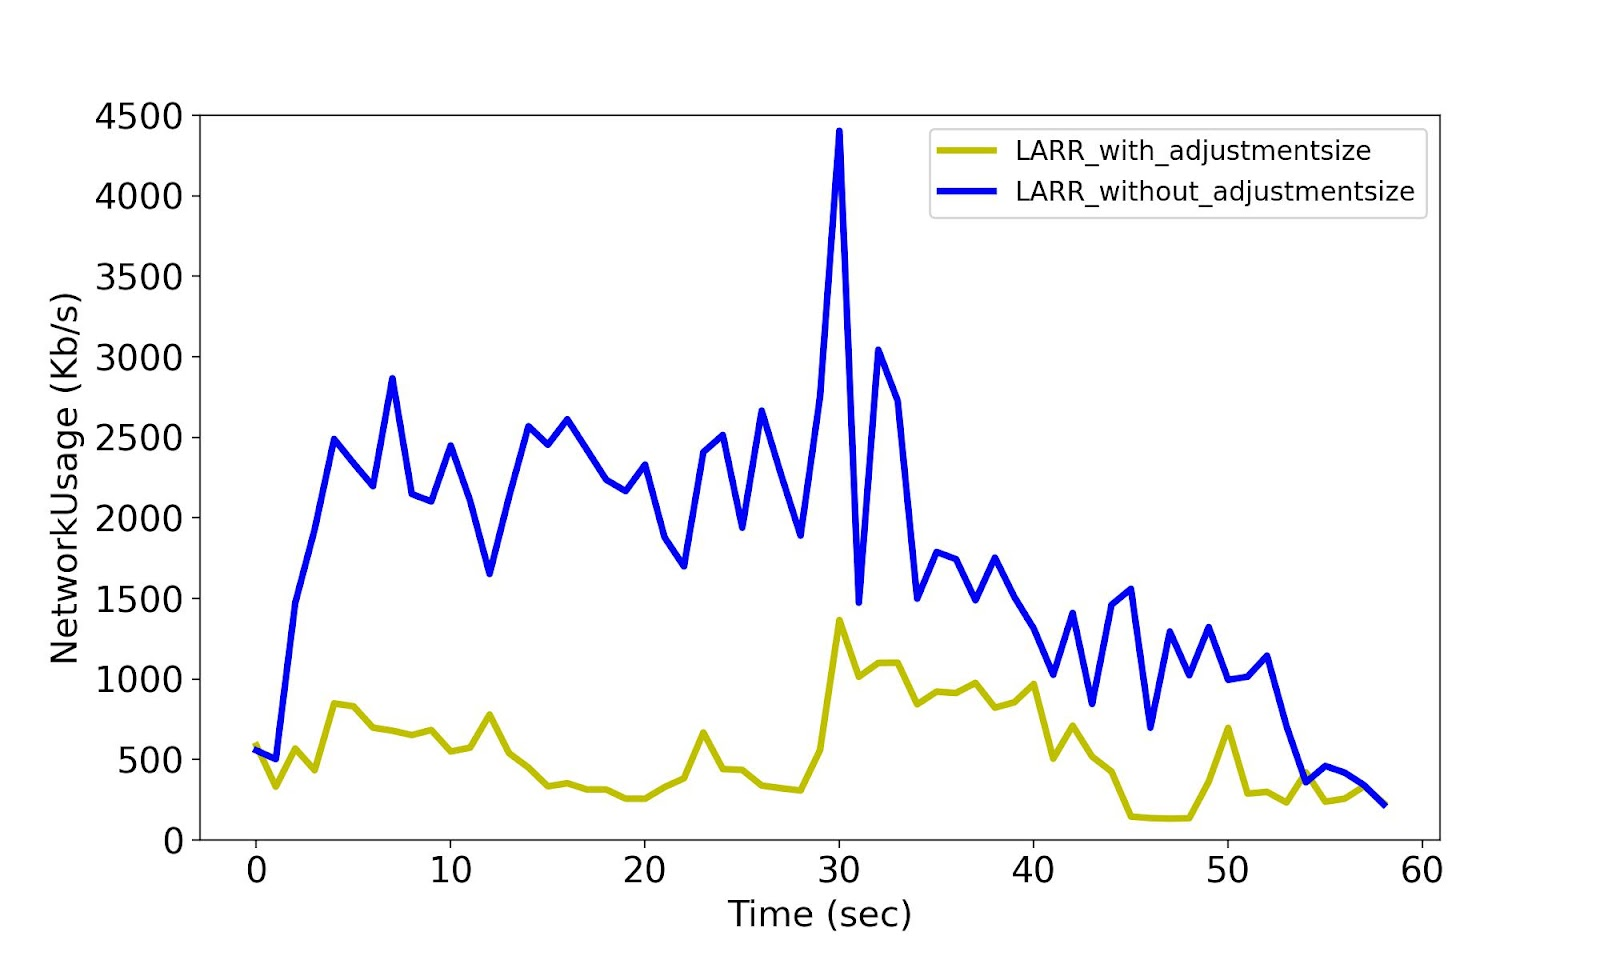 4500
4000
3500
3000
2500
2000
1500
1000
500
0
NetworkUsage (Kb/s)
LARR_with_adjustmentsize
LARR_without_adjustmentsize
0 10 20 30 40 50 60
Time (sec)